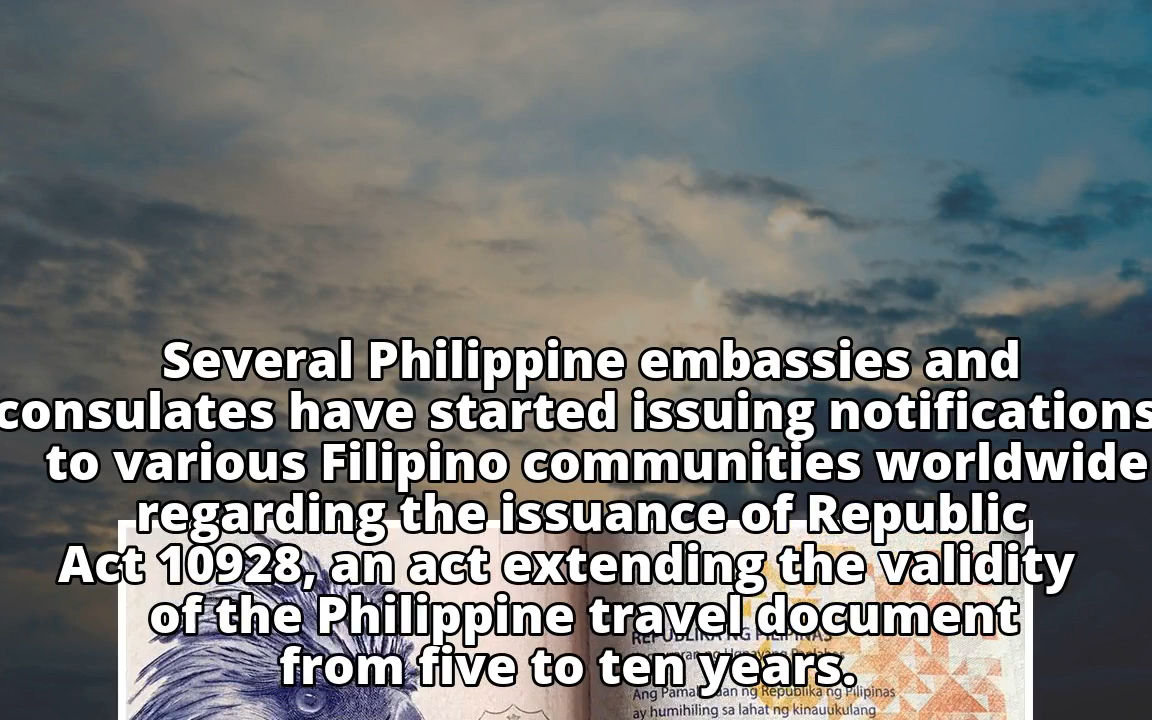 Several Philippine embassies and
consulates have started issuing notifications
to various Filipino communities worldwide
regarding the issuance of Republic
Act 10928, an act extending the validity
of the Philippine travel document
from five to ten years.
REPUBLIKA NG PILIPINAS
Ang Pamahalaan ng Republika ng Pilipinas
ay humihiling sa lahat ng kinauukulang